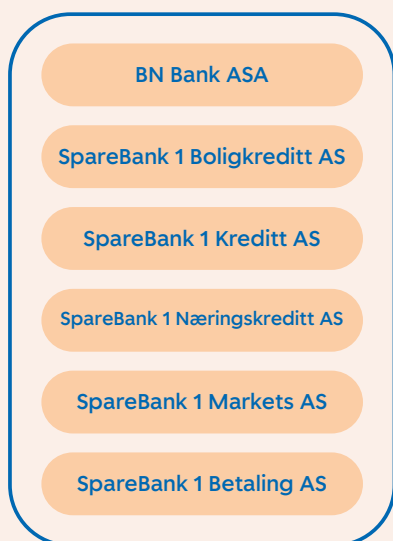 BN Bank ASA
SpareBank 1 Boligkreditt AS
SpareBank 1 Kreditt AS
SpareBank 1 Næringskreditt AS
SpareBank 1 Markets AS
SpareBank 1 Betaling AS